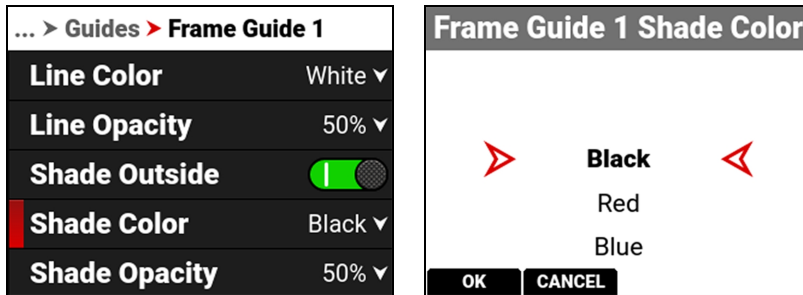 ... > Guides > Frame Guide 1
Line Color White
Line Opacity 50%
Shade Outside
Shade Color Black
Shade Opacity 50%
Frame Guide 1 Shade Color
Black
Red
Blue
OK CANCEL